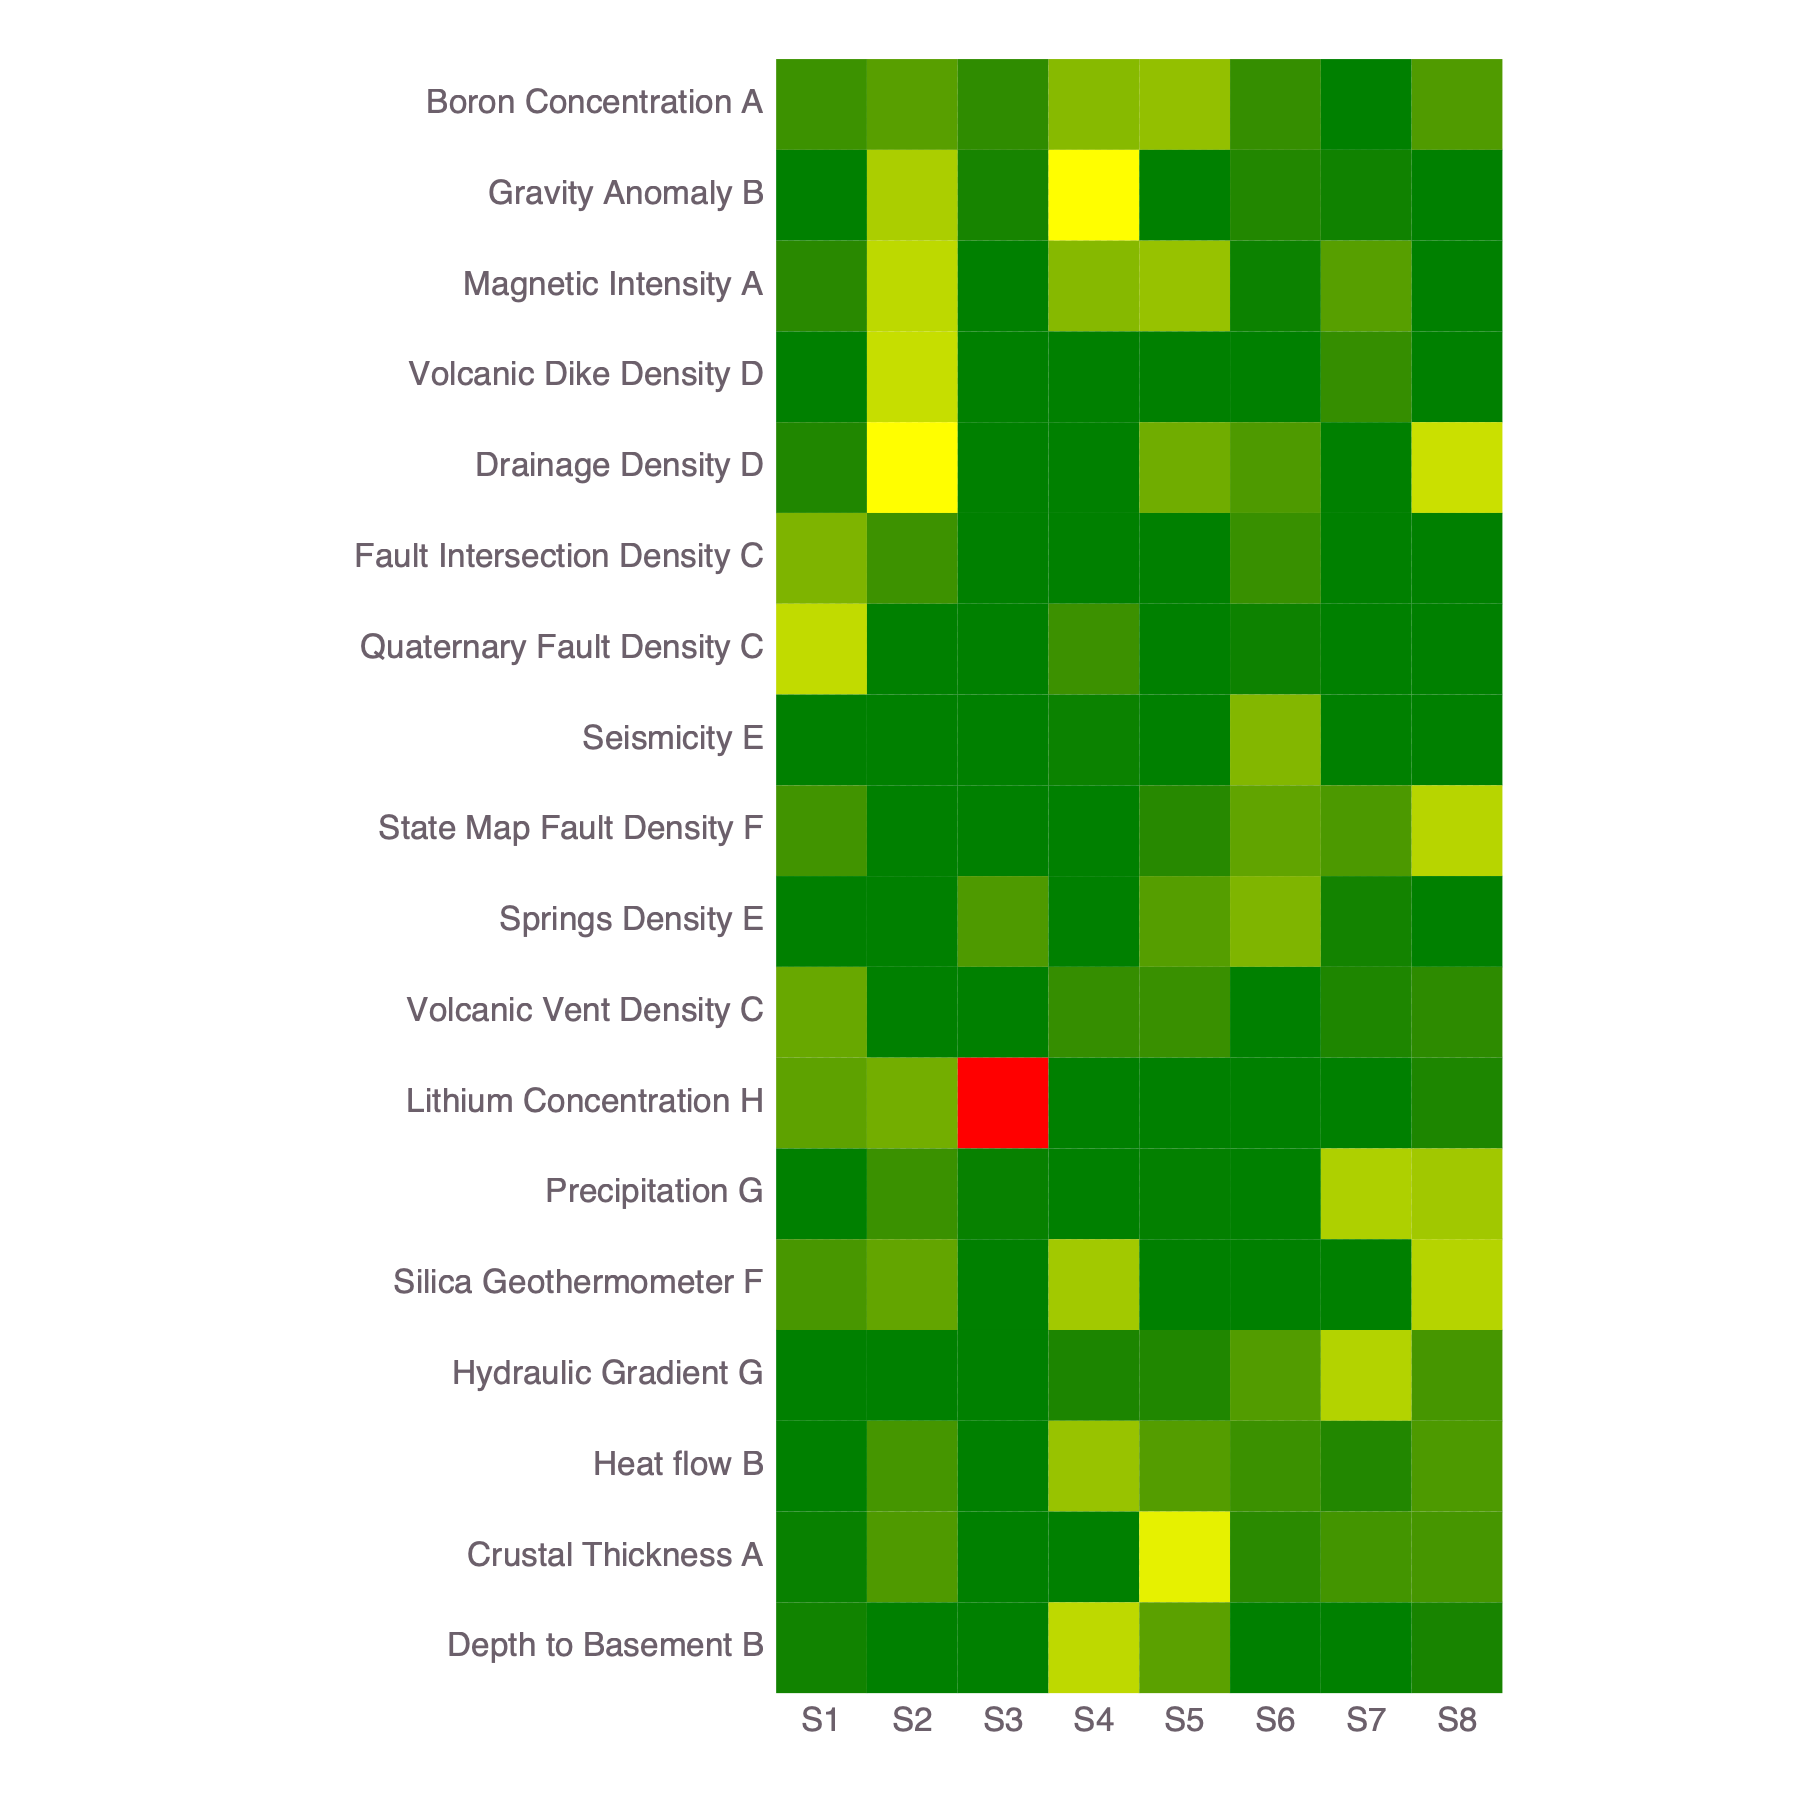 Boron Concentration A
Gravity Anomaly B
Magnetic Intensity A
Volcanic Dike Density D
Drainage Density D
Fault Intersection Density C
Quaternary Fault Density C
Seismicity E
State Map Fault Density F
Springs Density E
Volcanic Vent Density C
Lithium Concentration H
Precipitation G
Silica Geothermometer F
Hydraulic Gradient G
Heat flow B
Crustal Thickness A
Depth to Basement B
S1 S2 S3 S4 S5 S6 S7 S8